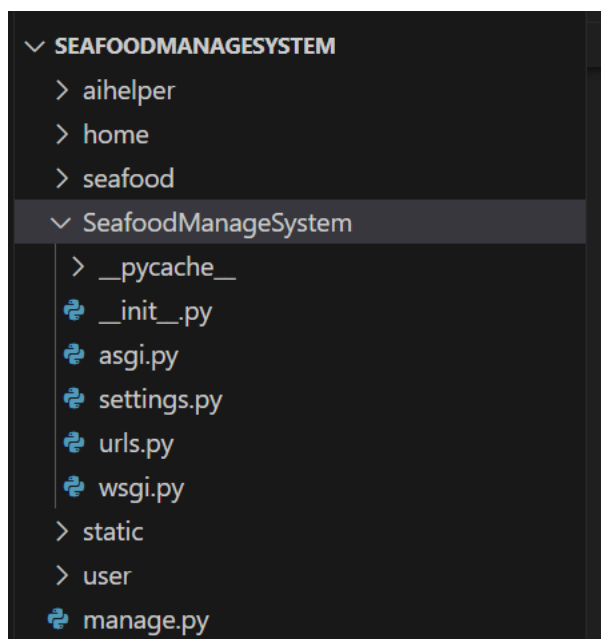 SEAFOODMANAGESYSTEM
aihelper
home
seafood
SeafoodManageSystem
__pycache__
__init__.py
asgi.py
settings.py
urls.py
wsgi.py
static
user
manage.py